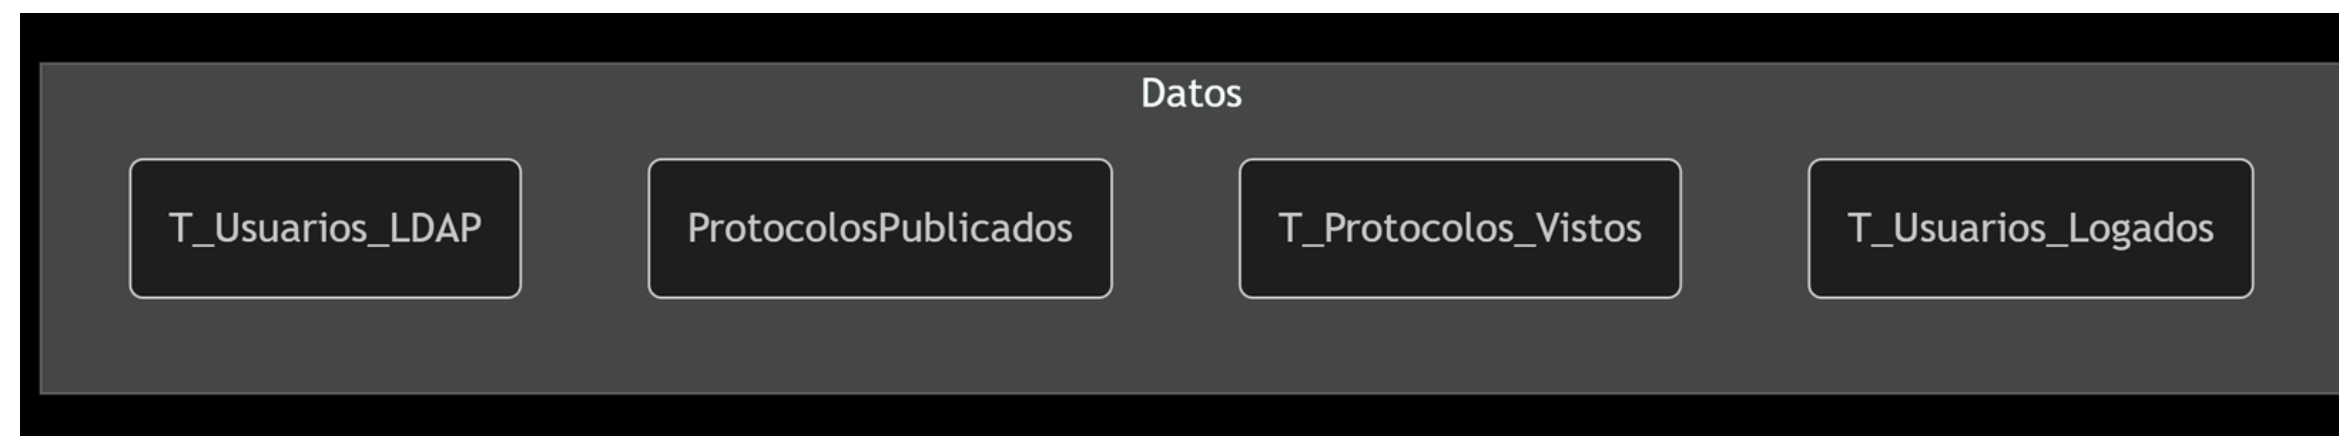 Datos
T_Usuarios_LDAP
ProtocolosPublicados
T_Protocolos_Vistos
T_Usuarios_Logados